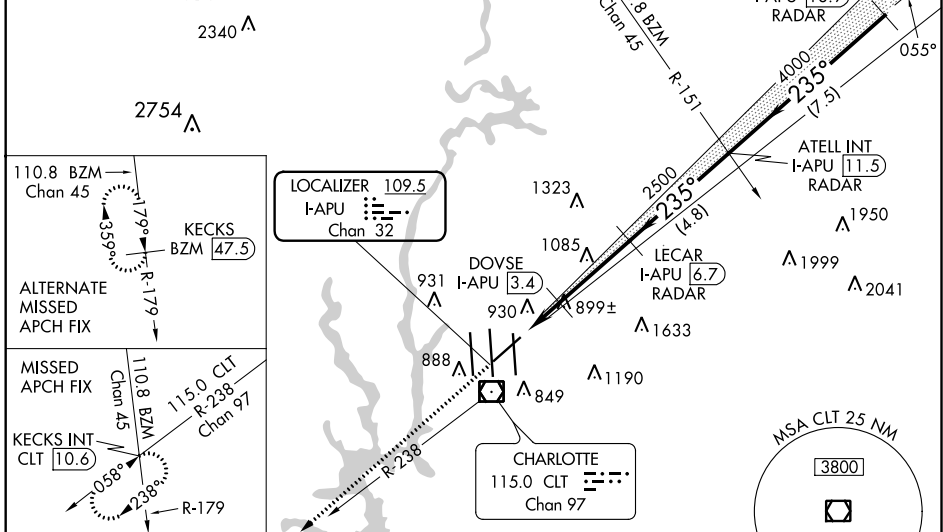 2340
2754
.8 BZM
Chan 45
R-151
I-APU
RADAR
055°
4000
235°
(7.5)
ATELL INT
I-APU 11.5
RADAR
2500
235°
(4.8)
110.8 BZM
Chan 45
179°
359°
KECKS
BZM 47.5
R-179
ALTERNATE
MISSED
APCH FIX
LOCALIZER 109.5
I-APU
Chan 32
1323
1085
DOVSE
I-APU 3.4
LECAR
I-APU 6.7
RADAR
1950
1999
2041
931
930
899±
1633
888
849
1190
MISSED
APCH FIX
110.8 BZM
Chan 45
115.0 CLT
R-238
Chan 97
KECKS INT
CLT 10.6
058°
238°
R-179
R-238
CHARLOTTE
115.0 CLT
Chan 97
MSA CLT 25 NM
3800